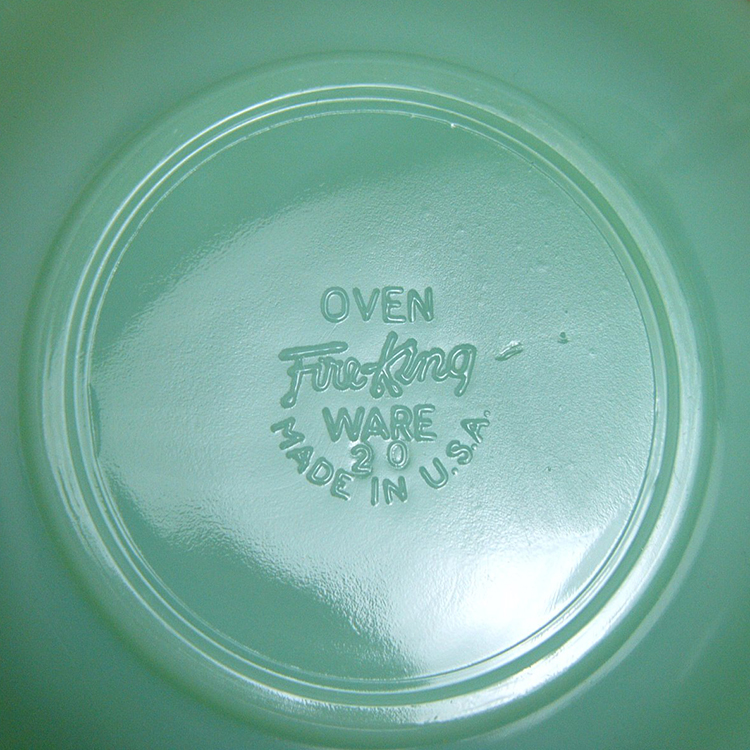 OVEN
Fire-King
WARE
20
MADE IN U.S.A.